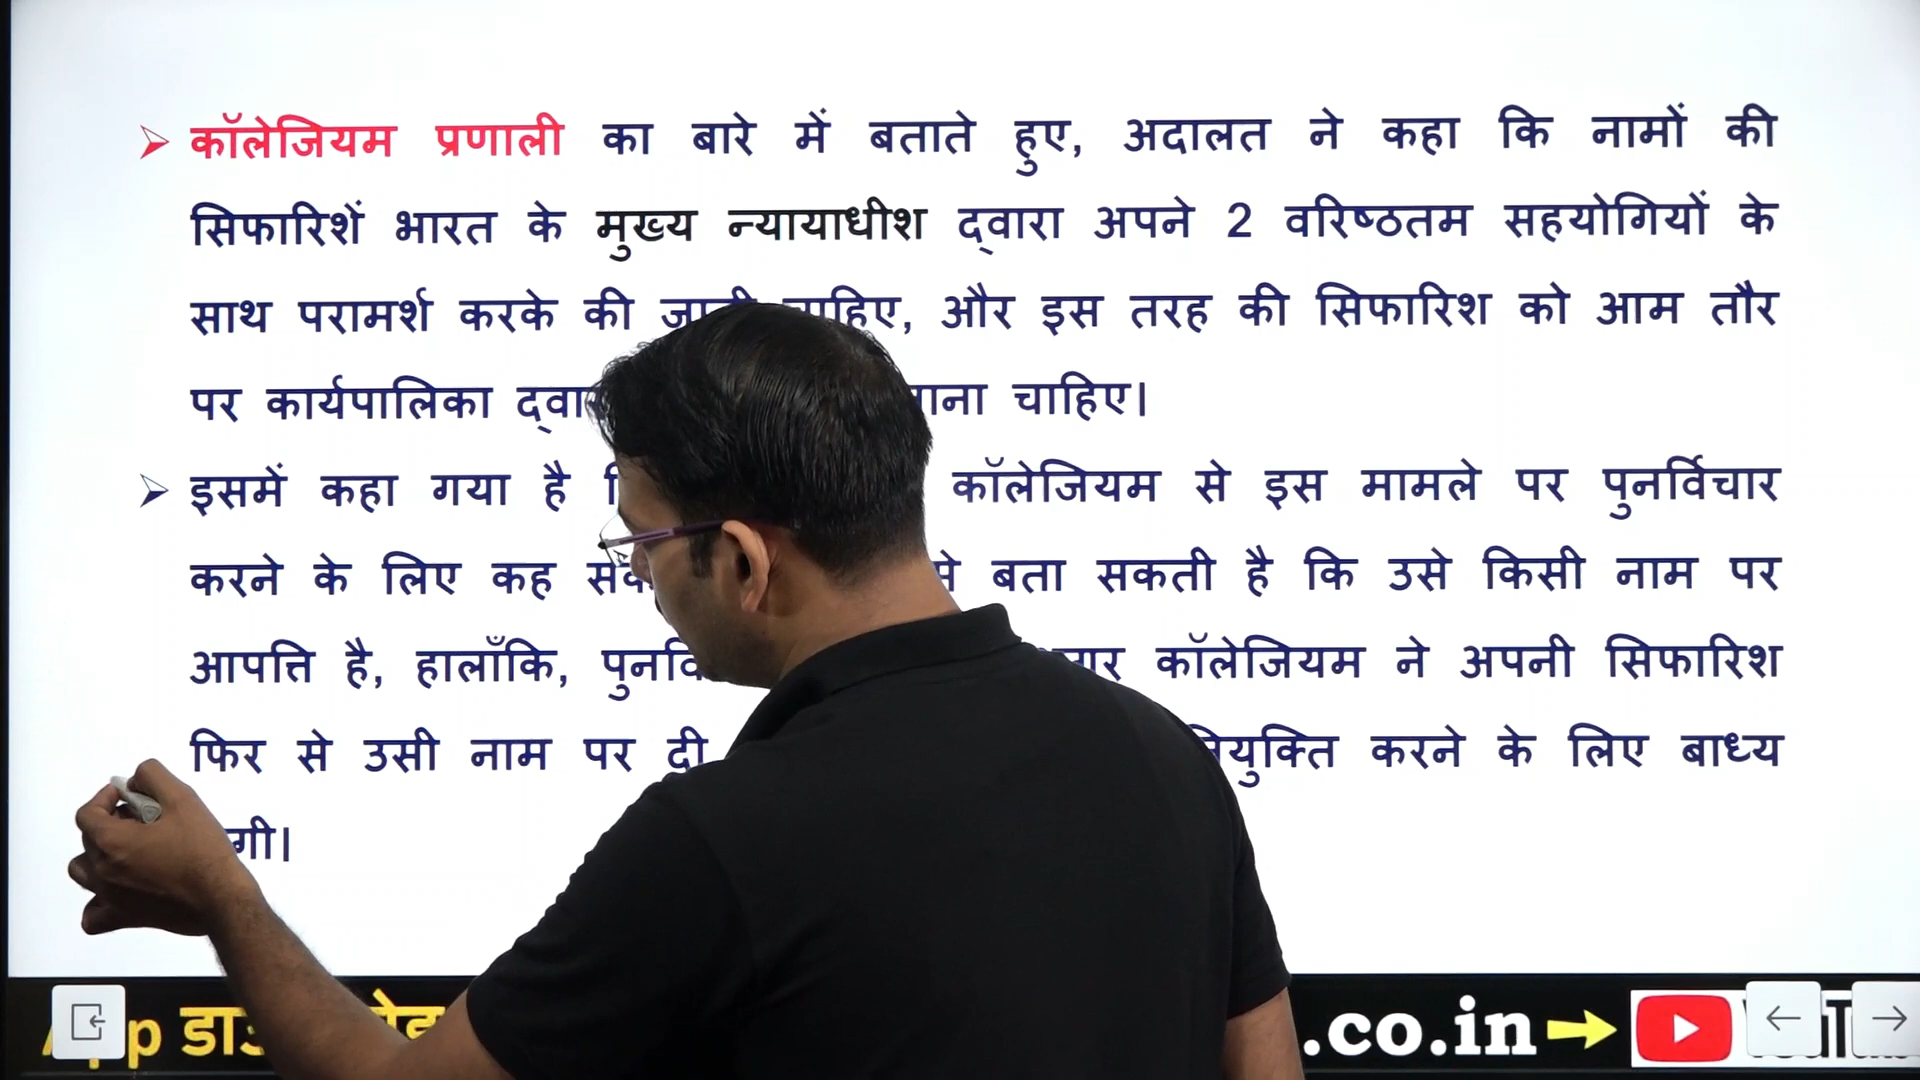 कॉलेजियम प्रणाली का बारे में बताते हुए, अदालत ने कहा कि नामों की
सिफारिशें भारत के मुख्य न्यायाधीश द्वारा अपने 2 वरिष्ठतम सहयोगियों के
साथ परामर्श करके की चाहिए, और इस तरह की सिफारिश को आम तौर
पर कार्यपालिका चाहिए।
इसमें कहा गया है कॉलेजियम से इस मामले पर पुनर्विचार
करने के लिए कह बता सकती है कि उसे किसी नाम पर
आपत्ति है, हालाँकि, कॉलेजियम ने अपनी सिफारिश
फिर से उसी नाम पर दी नियुक्ति करने के लिए बाध्य
.co.in